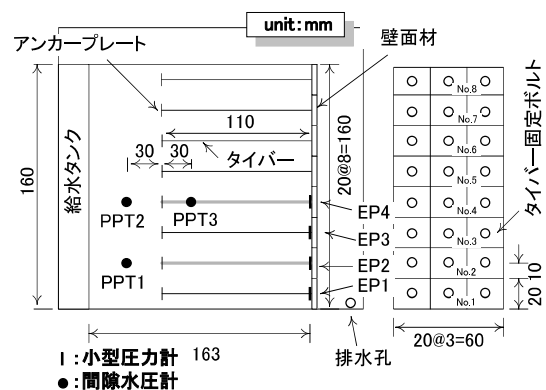 unit:mm
アンカープレート
壁面材
110
30
30
タイバー
160
給水タンク
20@8=160
PPT2
PPT3
PPT1
EP4
EP3
EP2
EP1
No.8
No.7
No.6
No.5
No.4
No.3
No.2
No.1
タイバー固定ボルト
20
10
20@3=60
163
排水孔
I:小型圧力計
●:間隙水圧計